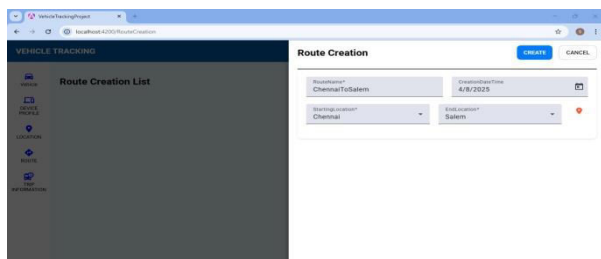 VehicleTrackingProject
localhost:4200/RouteCreation
VEHICLE TRACKING
Route Creation
CREATE
CANCEL
Vehicle
DEVICE
PROFILE
LOCATION
ROUTE
TRIP
INFORMATION
Route Creation List
RouteName*
ChennaiToSalem
CreationDateTime
4/8/2025
StartingLocation*
Chennai
EndLocation*
Salem